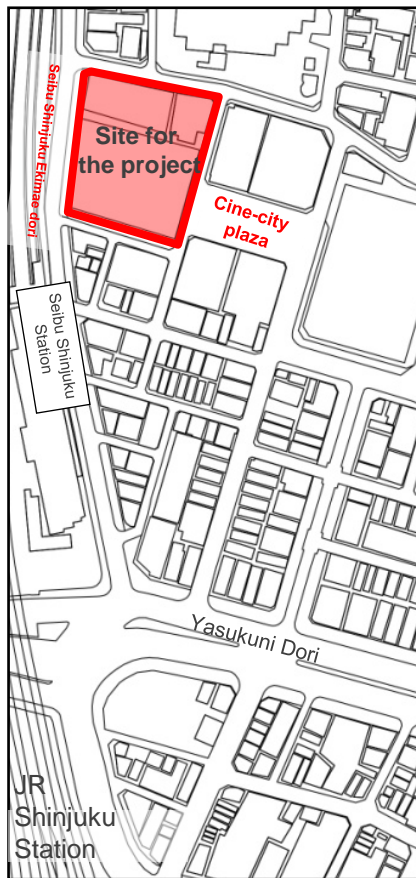 Seibu Shinjuku Ekimae dori
Site for
the project
Cine-city
plaza
Seibu Shinjuku
Station
Yasukuni Dori
JR
Shinjuku
Station